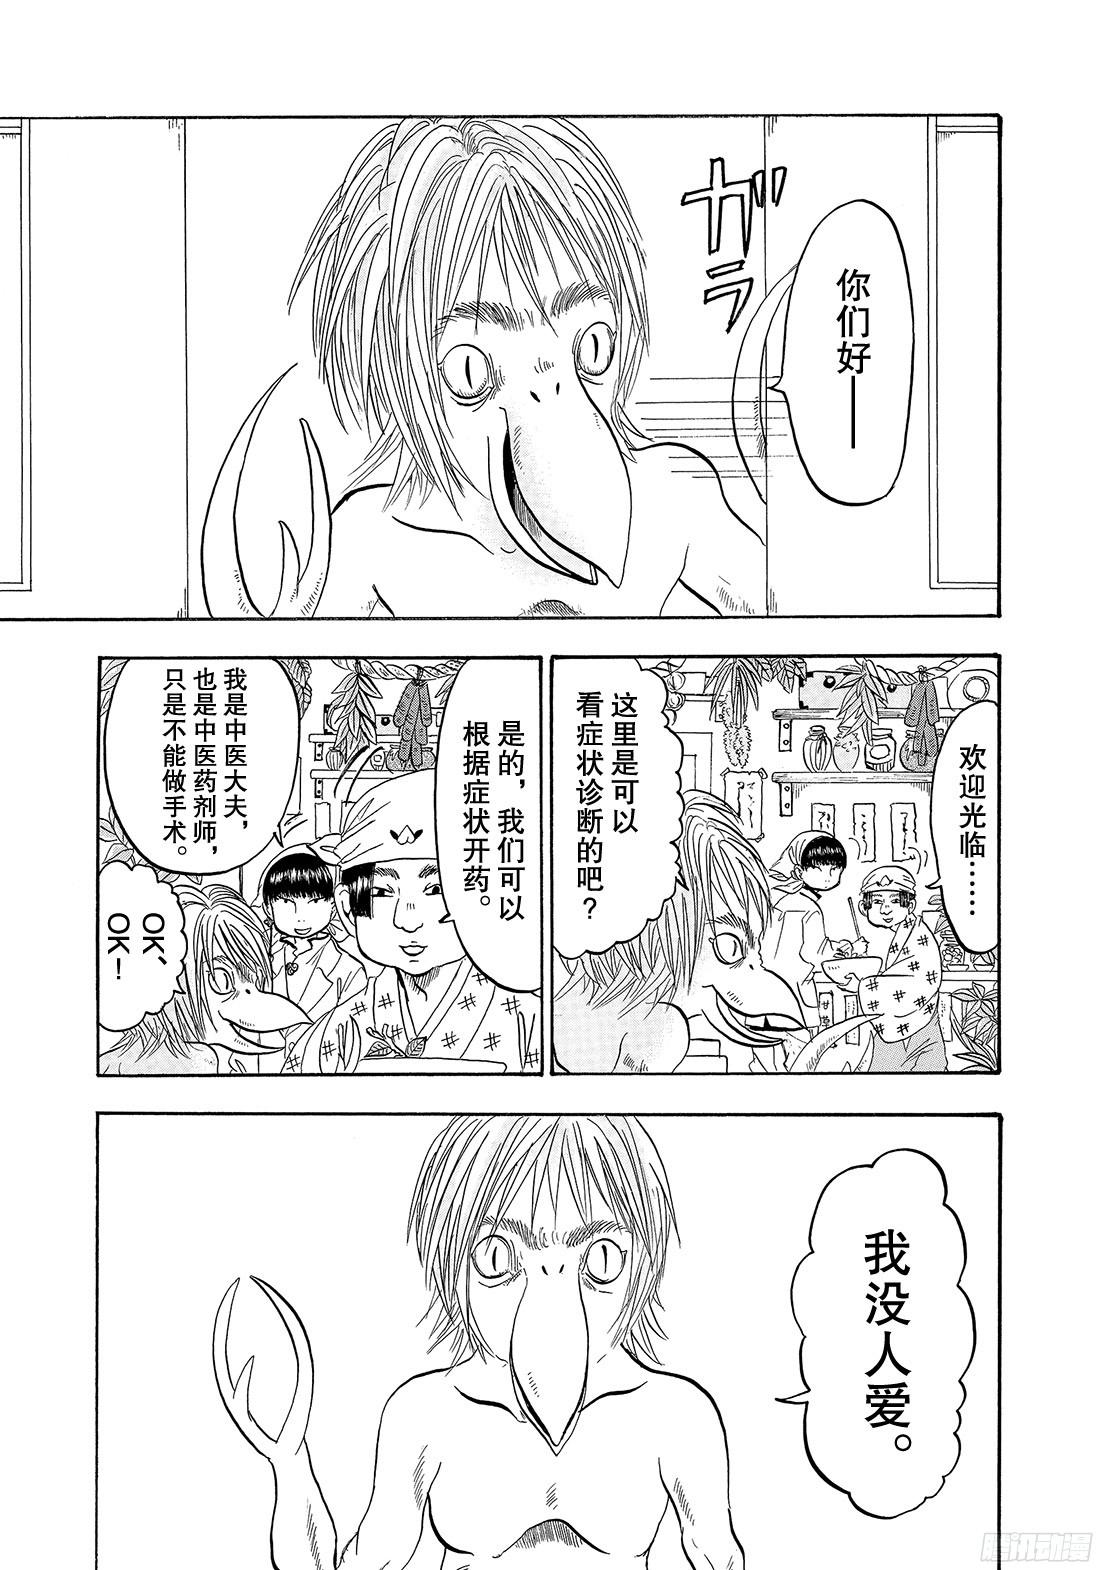 ガラ
你们好——
欢迎光临……
这里是可以
看症状诊断的吧？
是的，我们可以
根据症状开药。
我是中医大夫，
也是中医药剂师，
只是不能做手术。
OK、
OK！
我没人爱。
腾讯动漫